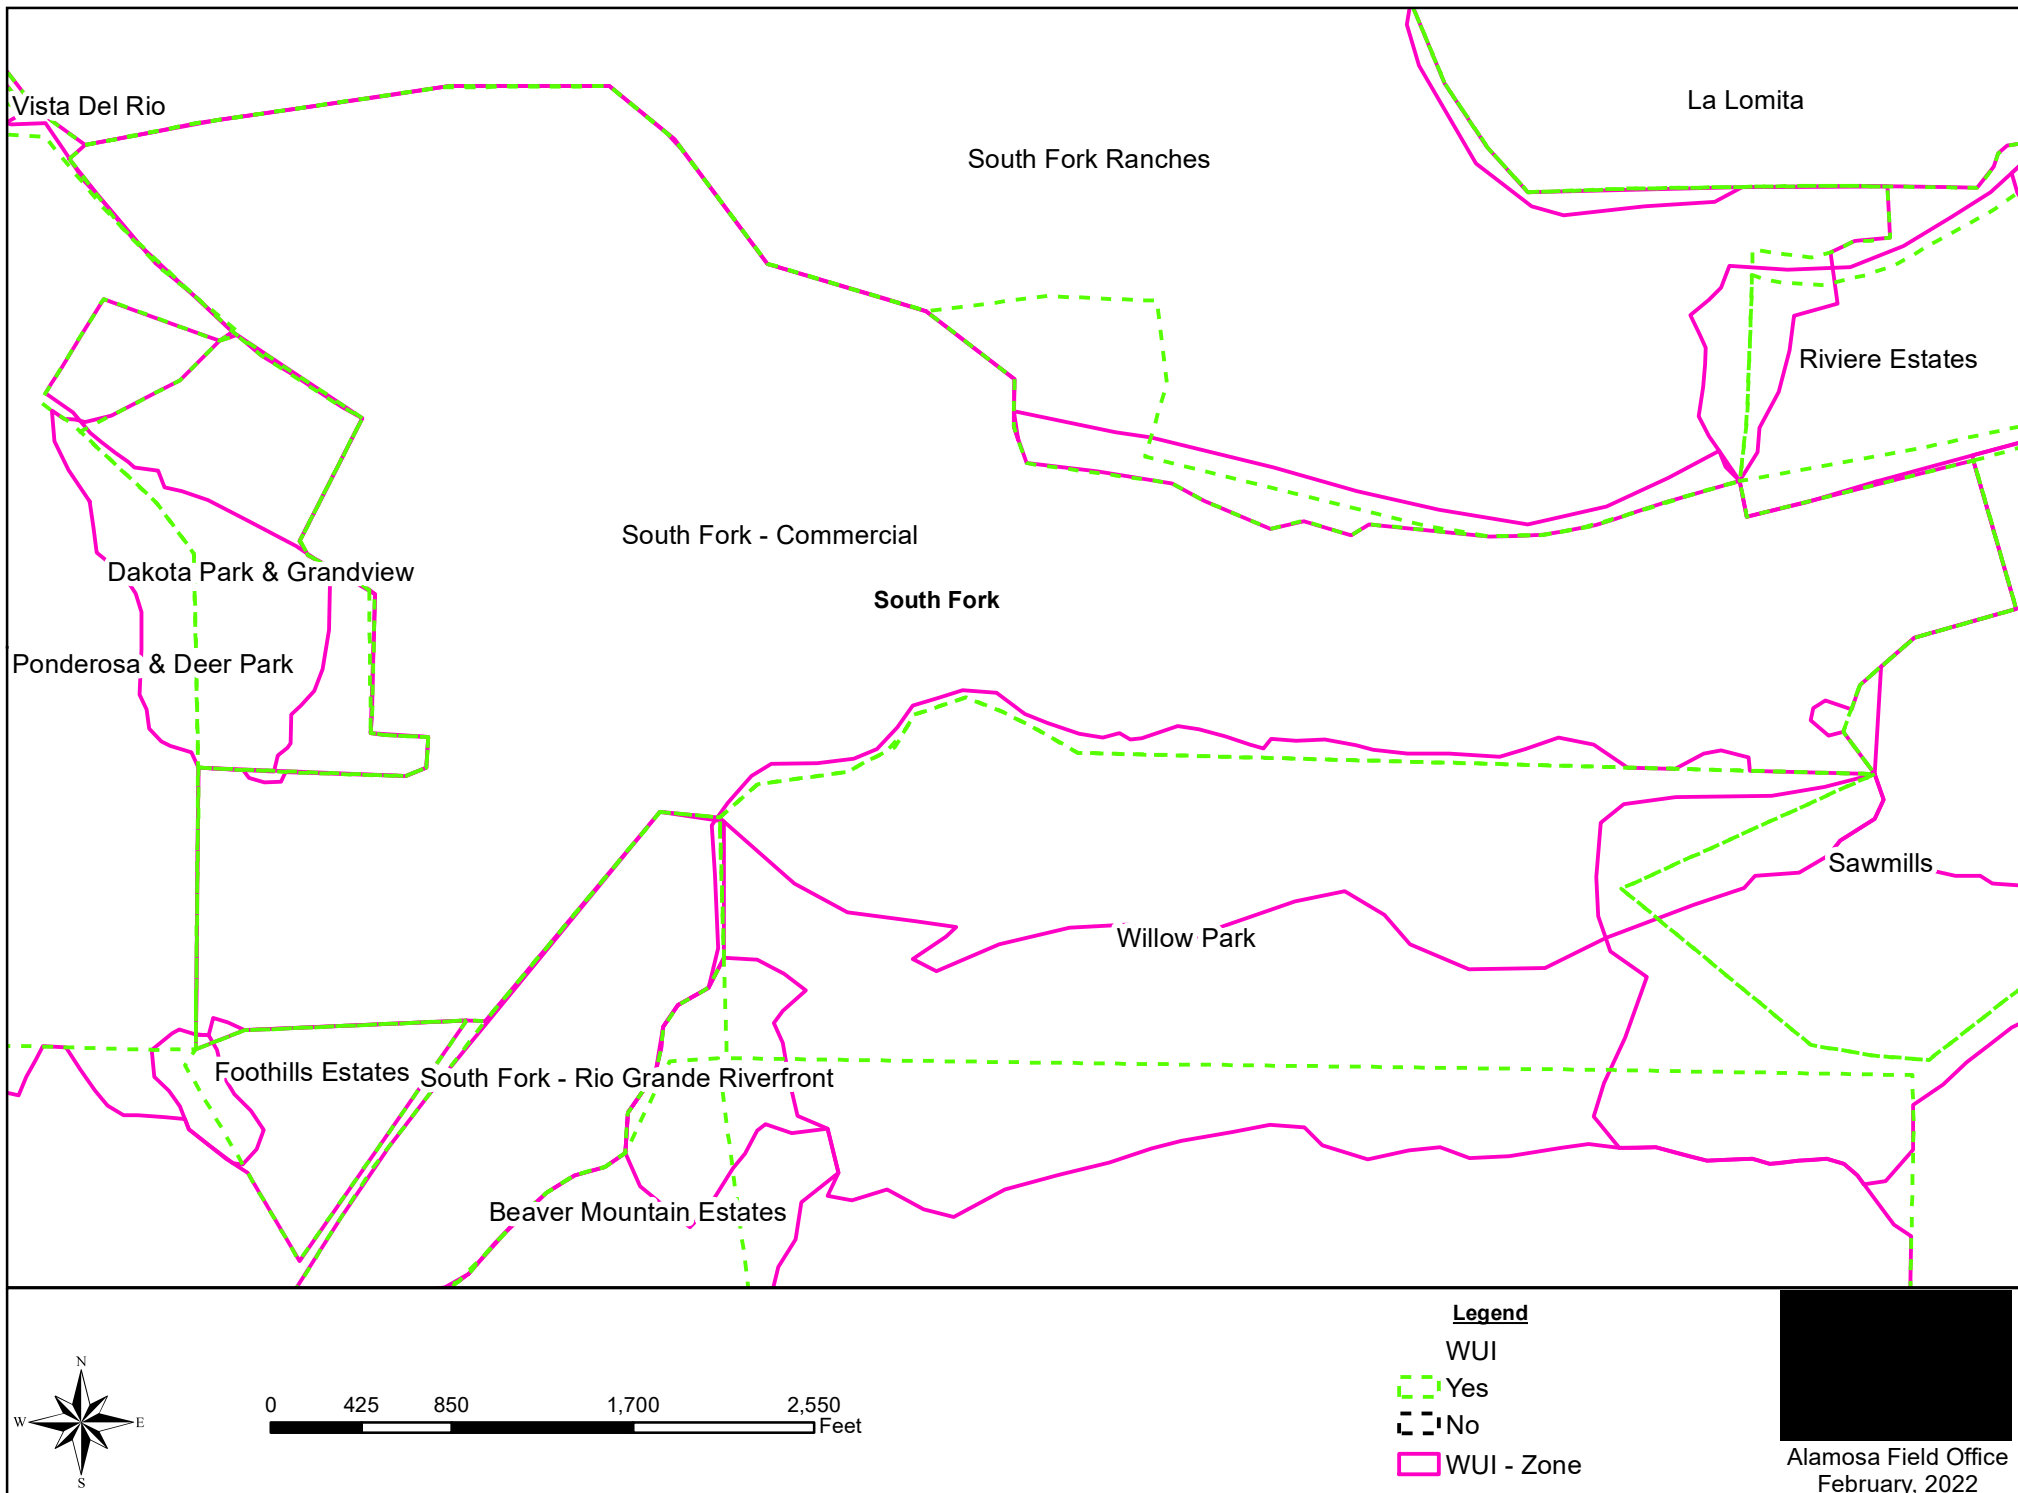 Vista Del Rio
La Lomita
South Fork Ranches
Riviere Estates
South Fork - Commercial
Dakota Park & Grandview
South Fork
Ponderosa & Deer Park
Sawmills
Willow Park
Foothills Estates
South Fork - Rio Grande Riverfront
Beaver Mountain Estates
Legend
WUI
Yes
No
WUI - Zone
N
W
E
S
0 425 850 1,700 2,550
Feet
Alamosa Field Office
February, 2022